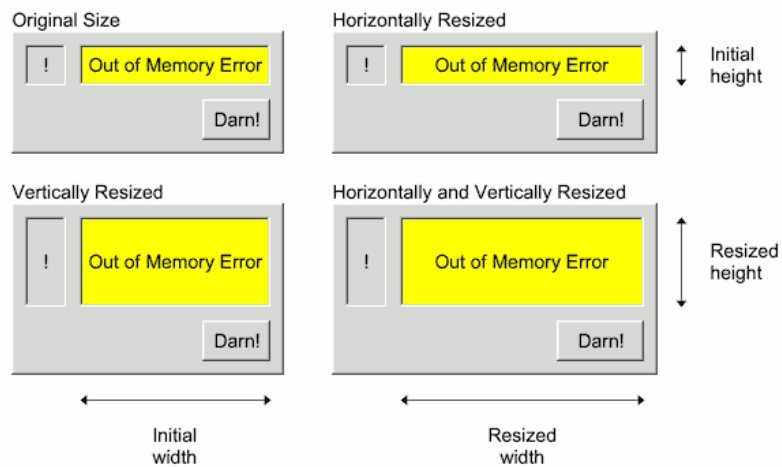 Original Size
! Out of Memory Error
Darn!
Horizontally Resized
! Out of Memory Error
Darn!
Initial
height
Vertically Resized
! Out of Memory Error
Darn!
Horizontally and Vertically Resized
! Out of Memory Error
Darn!
Resized
height
Initial
width
Resized
width